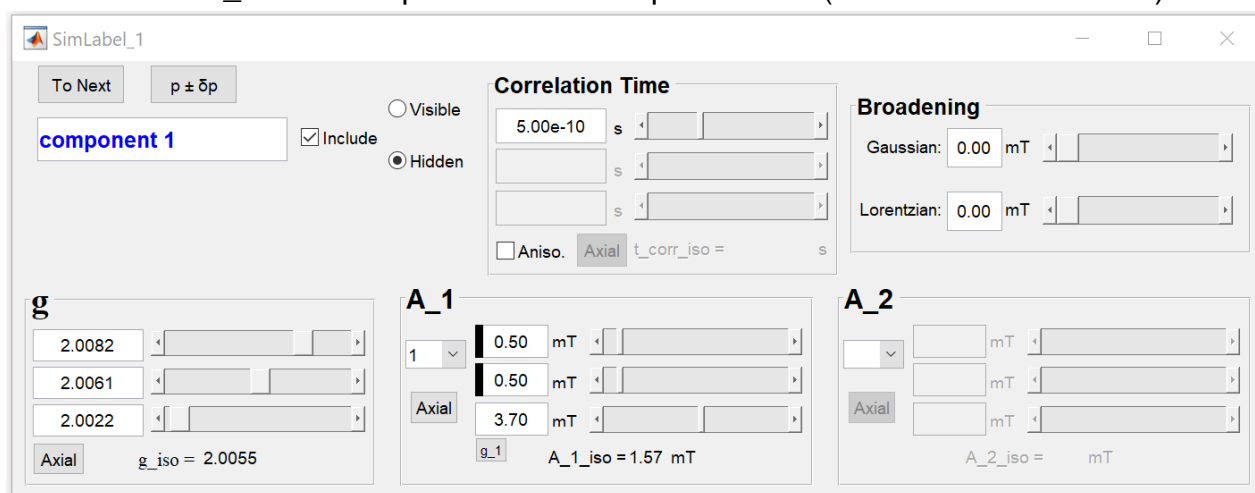 SimLabel_1
To Next
p ± δp
component 1
Include
Visible
Hidden
Correlation Time
5.00e-10 s
s
s
Aniso. Axial t_corr_iso = s
Broadening
Gaussian: 0.00 mT
Lorentzian: 0.00 mT
g
2.0082
2.0061
2.0022
Axial g_iso = 2.0055
A_1
1
0.50 mT
0.50 mT
Axial
3.70 mT
g_1
A_1_iso = 1.57 mT
A_2
mT
mT
Axial
mT
A_2_iso = mT